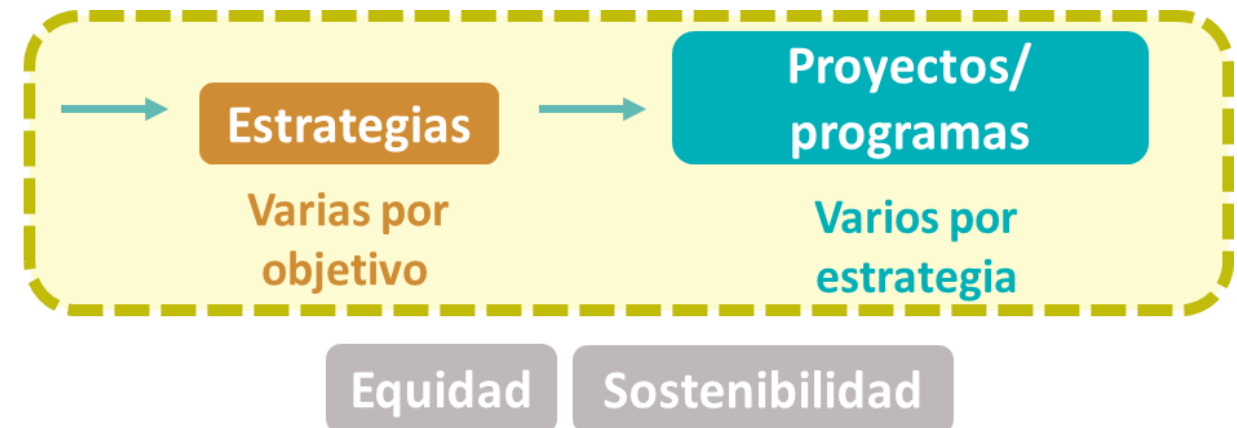 Estrategias
Varias por
objetivo
Proyectos/
programas
Varios por
estrategia
Equidad
Sostenibilidad